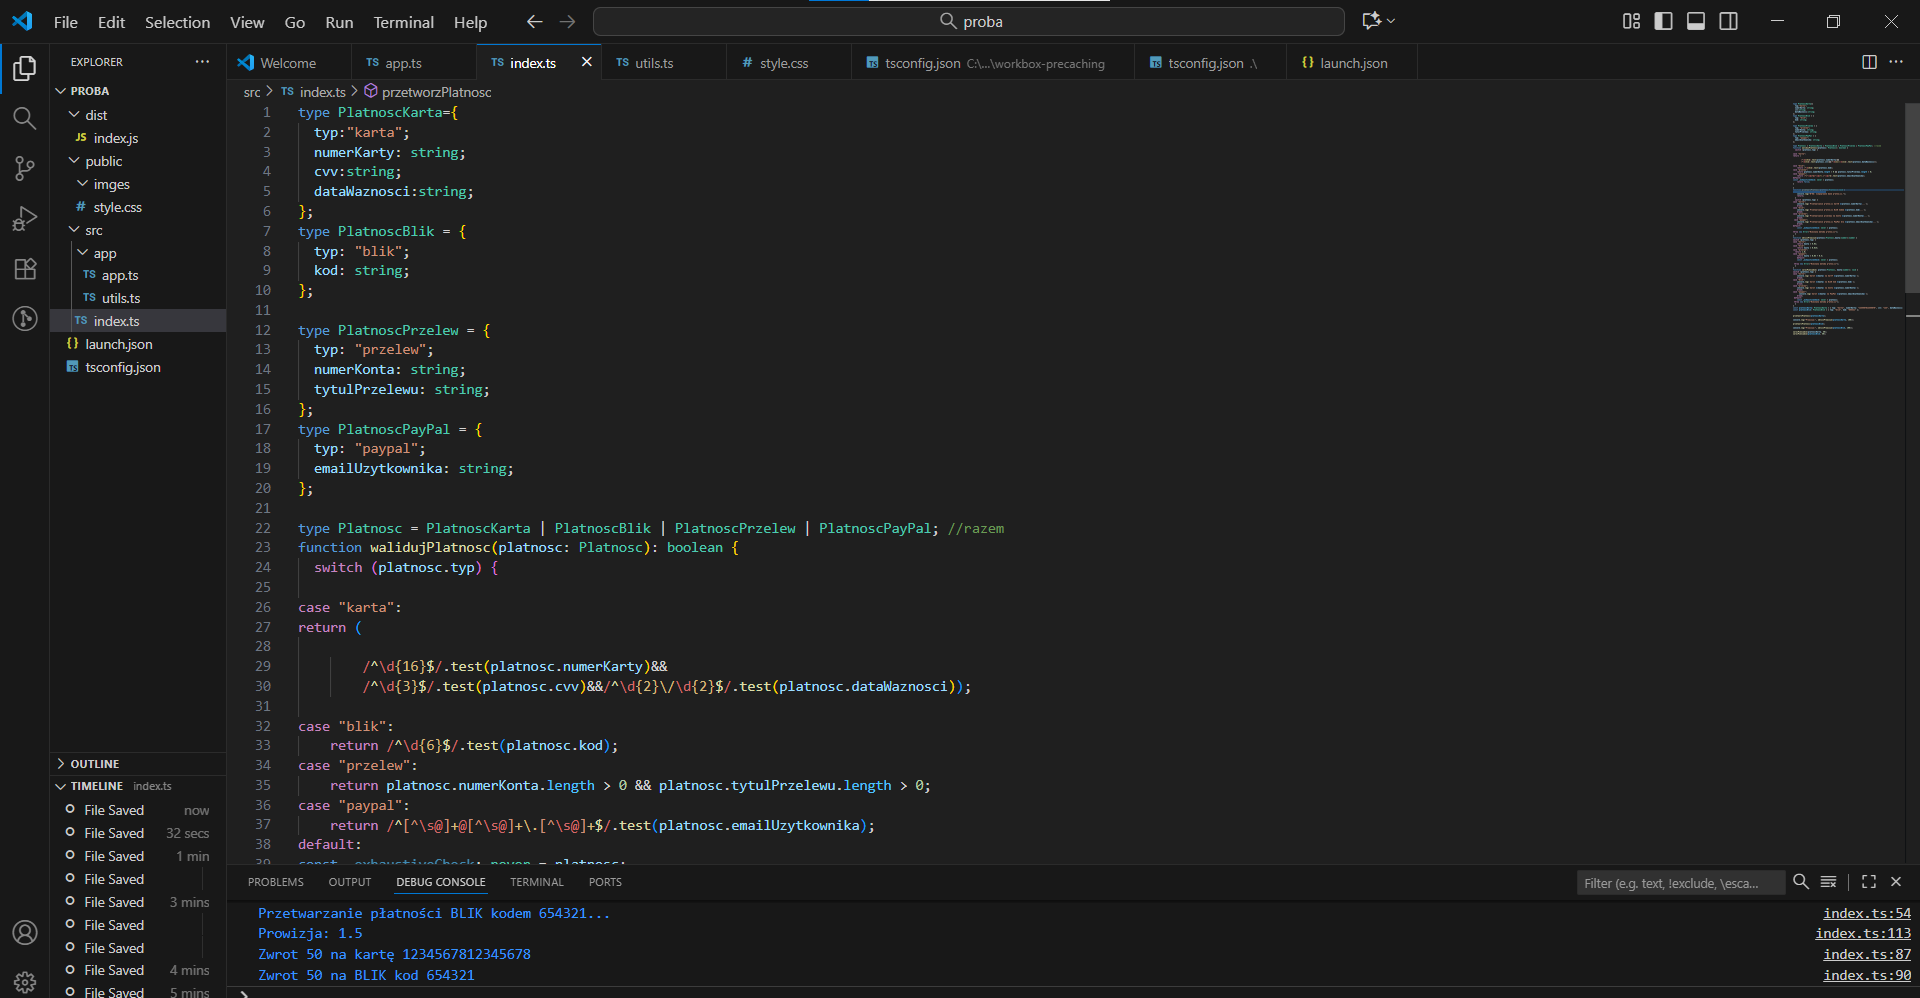 File Edit Selection View Go Run Terminal Help
proba
EXPLORER
PROBA
dist
JS index.js
public
imges
# style.css
src
app
TS app.ts
TS utils.ts
TS index.ts
{} launch.json
TS tsconfig.json
OUTLINE
TIMELINE index.ts
File Saved now
File Saved 32 secs
File Saved 1 min
File Saved
File Saved 3 mins
File Saved
File Saved
File Saved 4 mins
File Saved 5 mins
Welcome TS app.ts TS index.ts TS utils.ts # style.css TS tsconfig.json C:\...\workbox-precaching TS tsconfig.json .\ {} launch.json
src TS index.ts przetworzPlatnosc
1 type PlatnoscKarta={
2 typ:"karta";
3 numerKarty: string;
4 cvv:string;
5 dataWaznosci:string;
6 };
7 type PlatnoscBlik = {
8 typ: "blik";
9 kod: string;
10 };
11
12 type PlatnoscPrzelew = {
13 typ: "przelew";
14 numerKonta: string;
15 tytulPrzelewu: string;
16 };
17 type PlatnoscPayPal = {
18 typ: "paypal";
19 emailUzytkownika: string;
20 };
21
22 type Platnosc = PlatnoscKarta | PlatnoscBlik | PlatnoscPrzelew | PlatnoscPayPal; //razem
23 function walidujPlatnosc(platnosc: Platnosc): boolean {
24 switch (platnosc.typ) {
25
26 case "karta":
27 return (
28
29 /^\d{16}$/.test(platnosc.numerKarty)&&
30 /^\d{3}$/.test(platnosc.cvv)&&/^\d{2}\/\d{2}$/.test(platnosc.dataWaznosci));
31
32 case "blik":
33 return /^\d{6}$/.test(platnosc.kod);
34 case "przelew":
35 return platnosc.numerKonta.length > 0 && platnosc.tytulPrzelewu.length > 0;
36 case "paypal":
37 return /^[^\s@]+@[^\s@]+\.[^\s@]+$/.test(platnosc.emailUzytkownika);
38 default:
39 const _exhaustiveCheck: never = platnosc;
PROBLEMS OUTPUT DEBUG CONSOLE TERMINAL PORTS
Filter (e.g. text, !exclude, \esca...
Przetwarzanie płatności BLIK kodem 654321... index.ts:54
Prowizja: 1.5 index.ts:113
Zwrot 50 na kartę 1234567812345678 index.ts:87
Zwrot 50 na BLIK kod 654321 index.ts:90